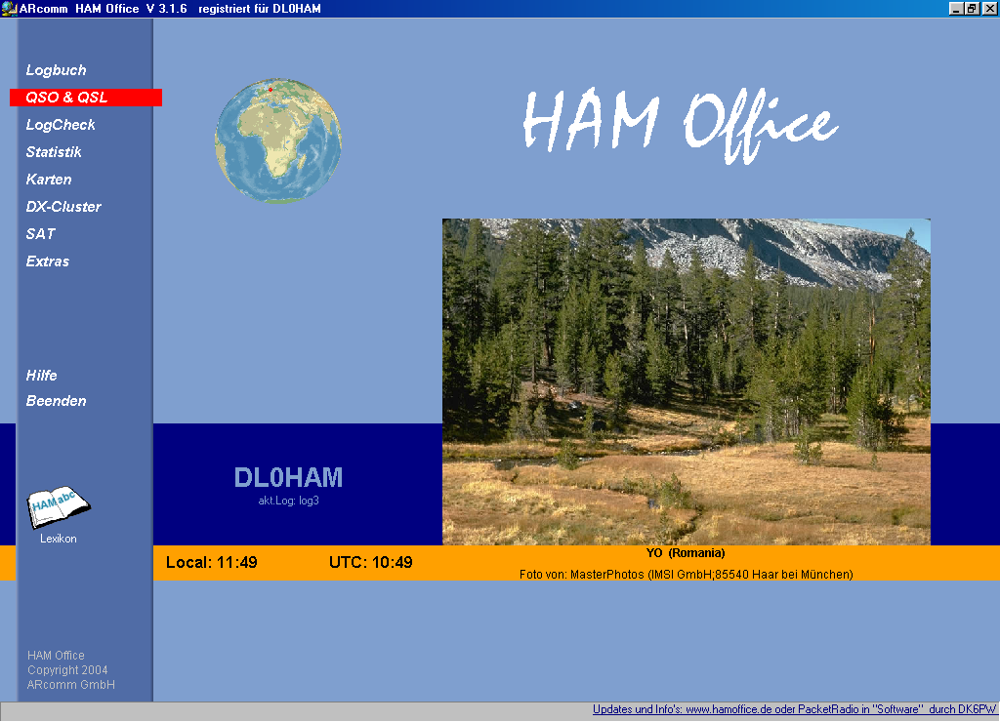 ARcomm HAM Office V 3.1.6 registriert für DL0HAM
Logbuch
QSO & QSL
LogCheck
Statistik
Karten
DX-Cluster
SAT
Extras
Hilfe
Beenden
HAM abc
Lexikon
HAM Office
DL0HAM
akt.Log: log3
Local: 11:49
UTC: 10:49
YO (Romania)
Foto von: MasterPhotos (IMSI GmbH;85540 Haar bei München)
HAM Office
Copyright 2004
ARcomm GmbH
Updates und Info's: www.hamoffice.de oder PacketRadio in "Software" durch DK6PW